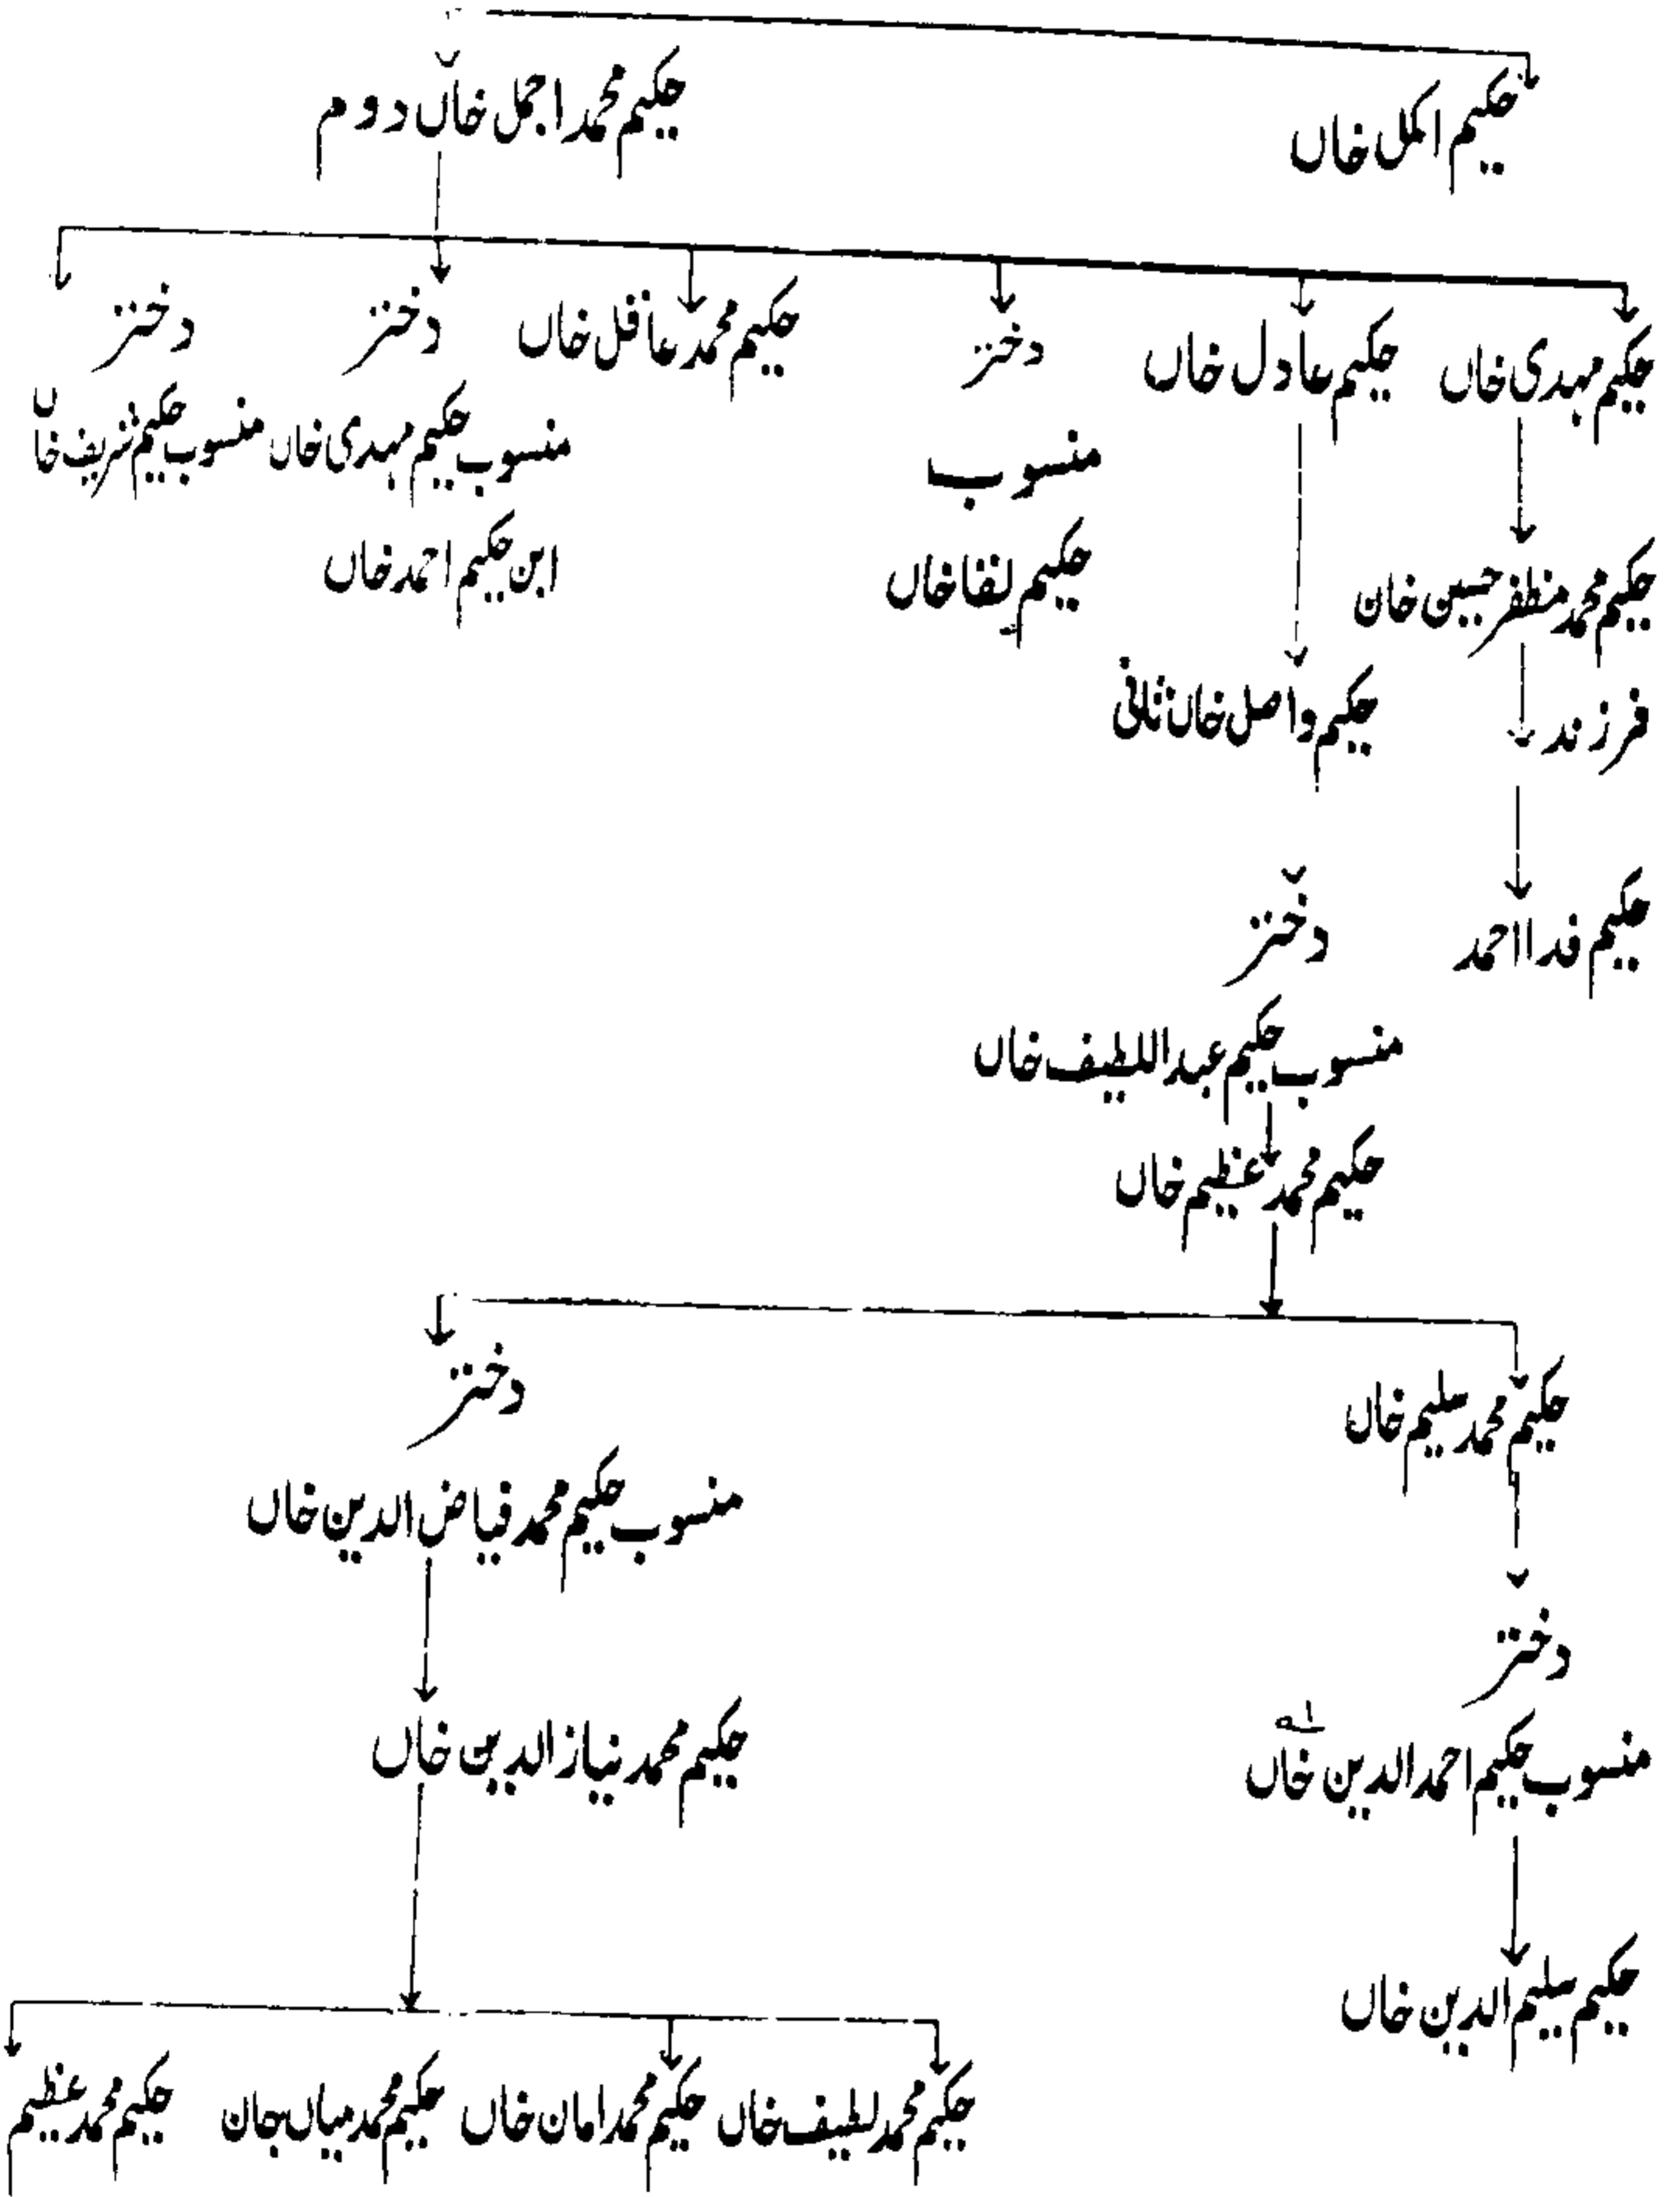 حکیم اکمل خاں
حکیم محمد اجمل خاں دوم
حکیم مہدی خاں
حکیم عادل خاں
دختر
حکیم محمد عاقل خاں
دختر
دختر
منسوب
منسوب حکیم مہدی خاں
منسوب حکیم شریف خاں
حکیم محمد مظفر حسین خان
حکیم لقا خاں
ابن حکیم احمد خاں
فرزند
حکیم واصل خاں ثانی
حکیم فدا احمد
دختر
منسوب حکیم عبداللطیف خاں
حکیم محمد عظیم خاں
حکیم محمد سلیم خاں
دختر
منسوب حکیم محمد فیاض الدین خاں
دختر
منسوب حکیم احمد الدین خاں
حکیم محمد نیاز الدین خاں
حکیم سلیم الدین خاں
حکیم محمد لطیف خاں
حکیم محمد امان خاں
حکیم محمد میاں جان
حکیم محمد عظیم